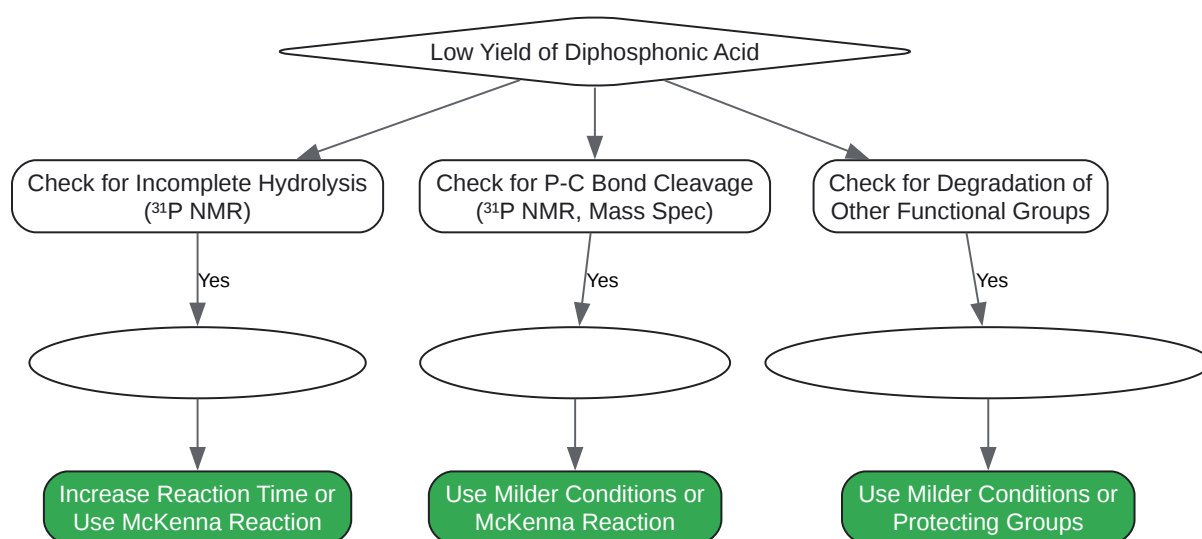 Low Yield of Diphosphonic Acid
Check for Incomplete Hydrolysis
(³¹P NMR)
Check for P-C Bond Cleavage
(³¹P NMR, Mass Spec)
Check for Degradation of
Other Functional Groups
Yes
Yes
Yes
Increase Reaction Time or
Use McKenna Reaction
Use Milder Conditions or
McKenna Reaction
Use Milder Conditions or
Protecting Groups